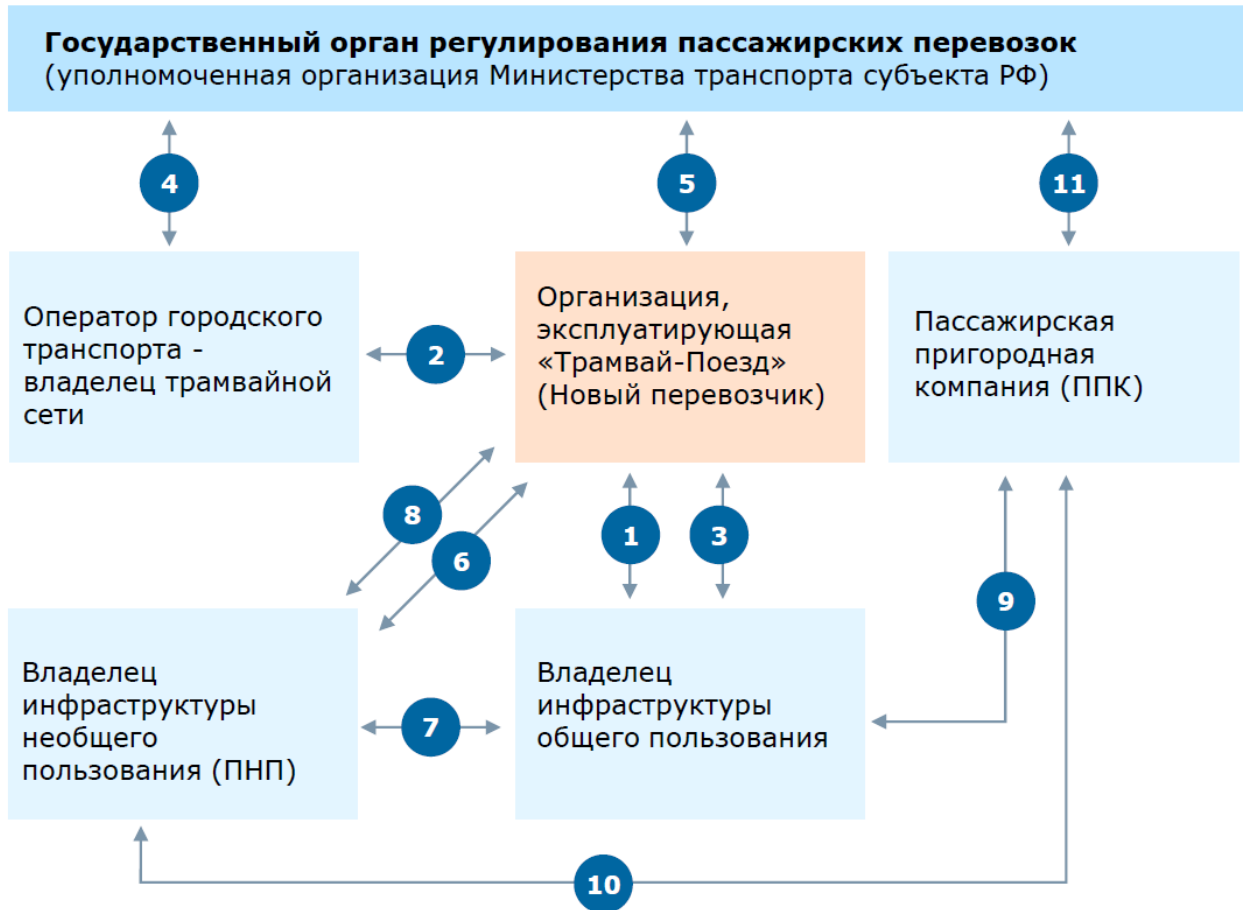 Государственный орган регулирования пассажирских перевозок
(уполномоченная организация Министерства транспорта субъекта РФ)
4
5
11
Оператор городского
транспорта -
владелец трамвайной
сети
2
Организация,
эксплуатирующая
«Трамвай-Поезд»
(Новый перевозчик)
Пассажирская
пригородная
компания (ППК)
8
6
1
3
9
Владелец
инфраструктуры
необщего
пользования (ПНП)
7
Владелец
инфраструктуры
общего пользования
10